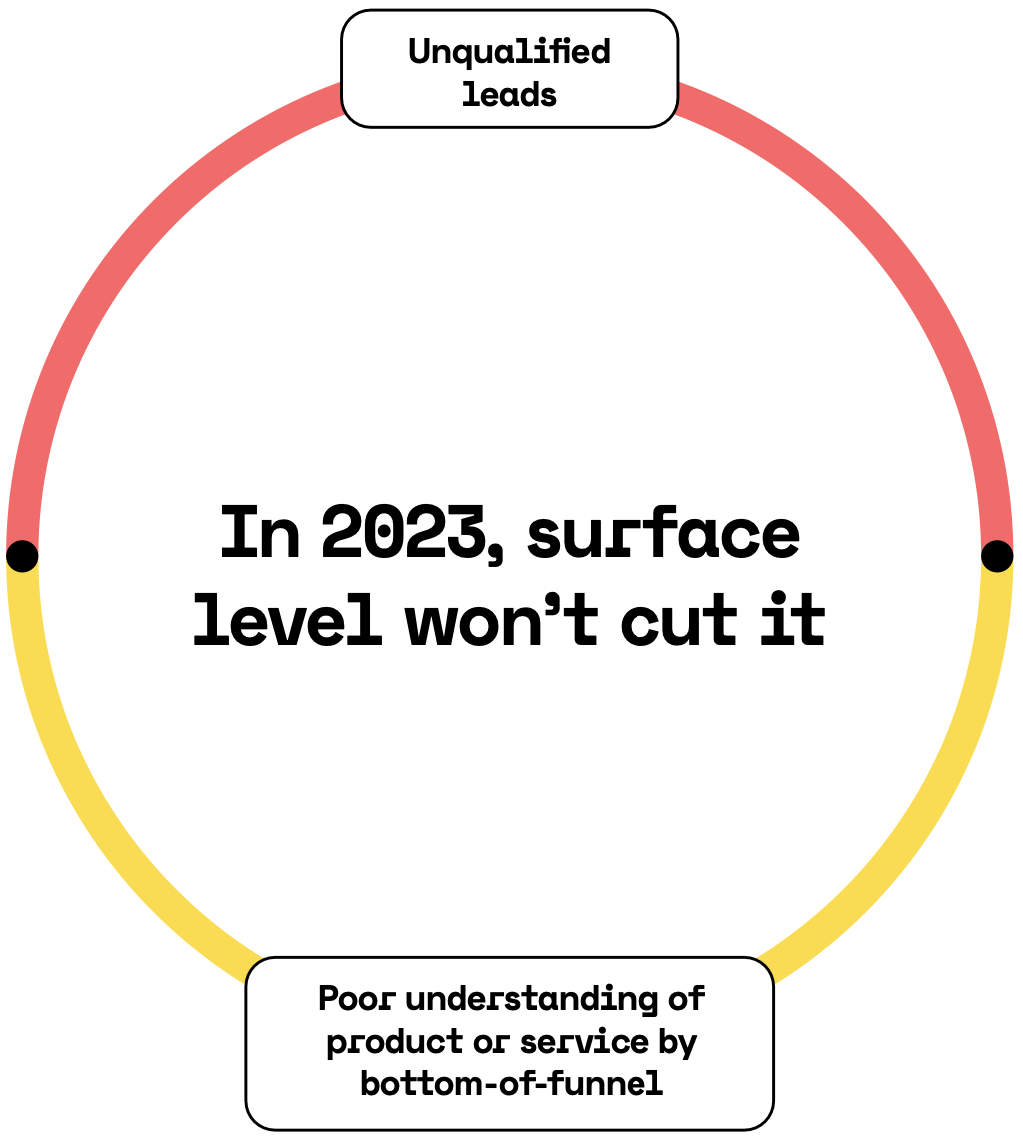 Unqualified
leads
In 2023, surface
level won’t cut it
Poor understanding of
product or service by
bottom-of-funnel